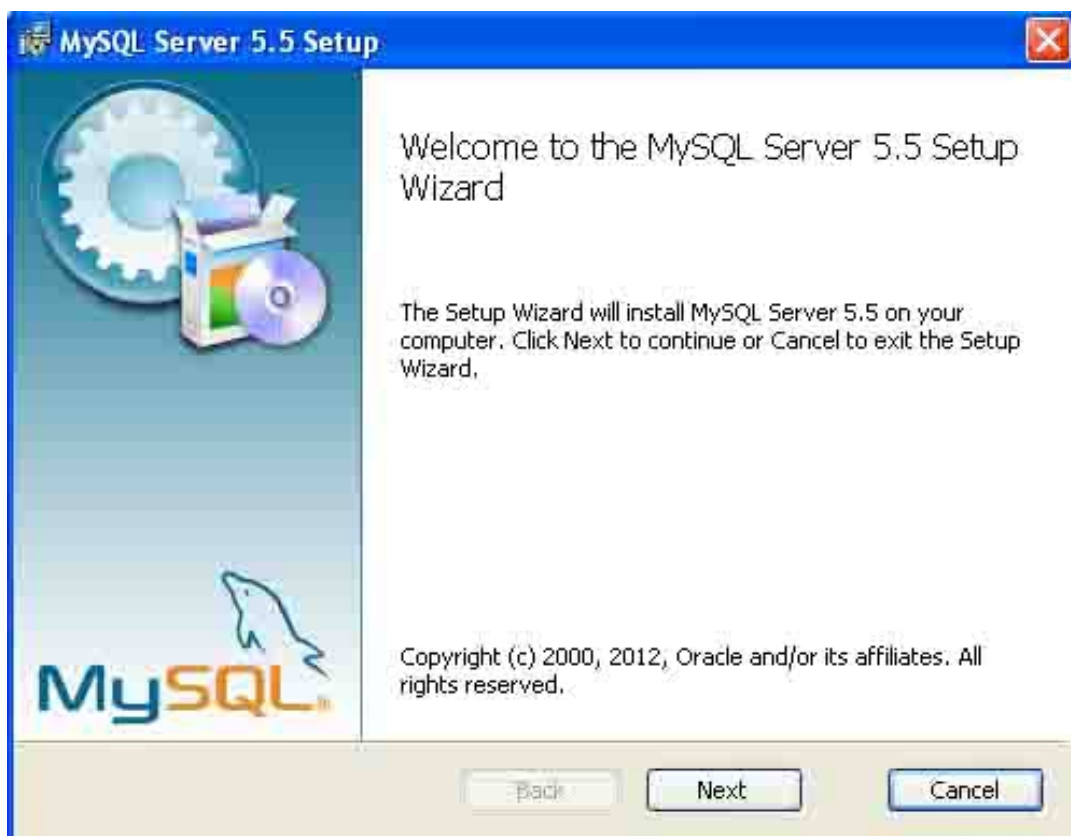 MySQL Server 5.5 Setup
Welcome to the MySQL Server 5.5 Setup
Wizard
The Setup Wizard will install MySQL Server 5.5 on your
computer. Click Next to continue or Cancel to exit the Setup
Wizard.
Copyright (c) 2000, 2012, Oracle and/or its affiliates. All
rights reserved.
MySQL
Back Next Cancel